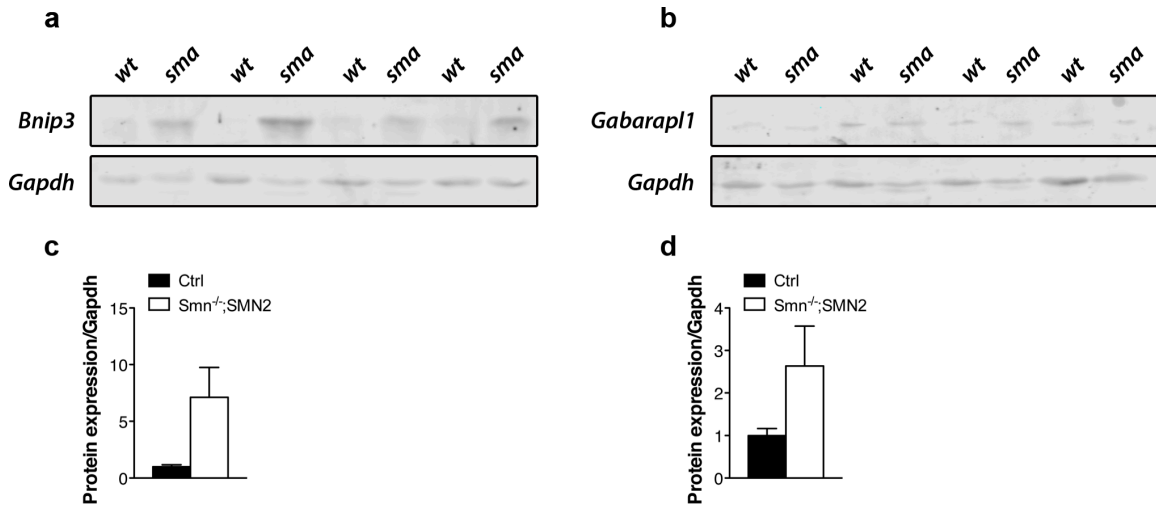 a
wt sma wt sma wt sma wt sma
Bnip3
Gapdh
b
wt sma wt sma wt sma wt sma
Gabarapl1
Gapdh
c
Ctrl
Smn-/-;SMN2
Protein expression/Gapdh
15
10
5
0
d
Ctrl
Smn-/-;SMN2
Protein expression/Gapdh
4
3
2
1
0